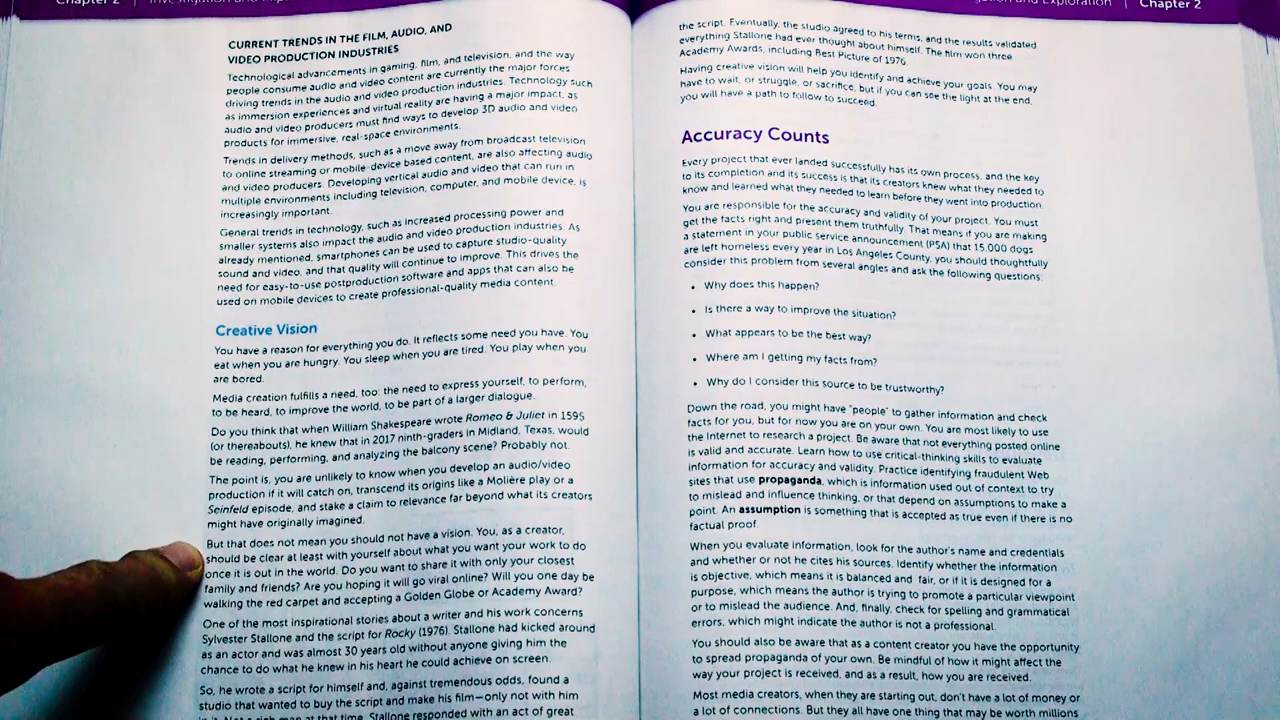 Chapter 2 | Investigation and
CURRENT TRENDS IN THE FILM, AUDIO, AND
VIDEO PRODUCTION INDUSTRIES
Technological advancements in gaming, film, and television, and the way
people consume audio and video content are currently the major forces
driving trends in the audio and video production industries. Technology such
as immersion experiences and virtual reality are having a major impact, as
audio and video producers must find ways to develop 3D audio and video
products for immersive, real-space environments.
Trends in delivery methods, such as a move away from broadcast television
to online streaming or mobile-device based content, are also affecting audio
and video producers. Developing vertical audio and video that can run in
multiple environments including television, computer, and mobile device, is
increasingly important.
General trends in technology, such as increased processing power and
smaller systems also impact the audio and video production industries. As
already mentioned, smartphones can be used to capture studio-quality
sound and video, and that quality will continue to improve. This drives the
need for easy-to-use postproduction software and apps that can also be
used on mobile devices to create professional-quality media content.
Creative Vision
You have a reason for everything you do. It reflects some need you have. You
eat when you are hungry. You sleep when you are tired. You play when you
are bored.
Media creation fulfills a need, too: the need to express yourself, to perform,
to be heard, to improve the world, to be part of a larger dialogue.
Do you think that when William Shakespeare wrote Romeo & Juliet in 1595
(or thereabouts), he knew that in 2017 ninth-graders in Midland, Texas, would
be reading, performing, and analyzing the balcony scene? Probably not.
The point is, you are unlikely to know when you develop an audio/video
production if it will catch on, transcend its origins like a Molière play or a
Seinfeld episode, and stake a claim to relevance far beyond what its creators
might have originally imagined.
But that does not mean you should not have a vision. You, as a creator,
should be clear at least with yourself about what you want your work to do
once it is out in the world. Do you want to share it with only your closest
family and friends? Are you hoping it will go viral online? Will you one day be
walking the red carpet and accepting a Golden Globe or Academy Award?
One of the most inspirational stories about a writer and his work concerns
Sylvester Stallone and the script for Rocky (1976). Stallone had kicked around
as an actor and was almost 30 years old without anyone giving him the
chance to do what he knew in his heart he could achieve on screen.
So, he wrote a script for himself and, against tremendous odds, found a
studio that wanted to buy the script and make his film—only not with him
in it. Not a rich man at that time, Stallone responded with an act of great
and Exploration | Chapter 2
the script. Eventually, the studio agreed to his terms, and the results validated
everything Stallone had ever thought about himself. The film won three
Academy Awards, including Best Picture of 1976.
Having creative vision will help you identify and achieve your goals. You may
have to wait, or struggle, or sacrifice, but if you can see the light at the end,
you will have a path to follow to succeed.
Accuracy Counts
Every project that ever landed successfully has its own process, and the key
to its completion and its success is that its creators knew what they needed to
know and learned what they needed to learn before they went into production.
You are responsible for the accuracy and validity of your project. You must
get the facts right and present them truthfully. That means if you are making
a statement in your public service announcement (PSA) that 15,000 dogs
are left homeless every year in Los Angeles County, you should thoughtfully
consider this problem from several angles and ask the following questions:
• Why does this happen?
• Is there a way to improve the situation?
• What appears to be the best way?
• Where am I getting my facts from?
• Why do I consider this source to be trustworthy?
Down the road, you might have "people" to gather information and check
facts for you, but for now you are on your own. You are most likely to use
the Internet to research a project. Be aware that not everything posted online
is valid and accurate. Learn how to use critical-thinking skills to evaluate
information for accuracy and validity. Practice identifying fraudulent Web
sites that use propaganda, which is information used out of context to try
to mislead and influence thinking, or that depend on assumptions to make a
point. An assumption is something that is accepted as true even if there is no
factual proof.
When you evaluate information, look for the author's name and credentials
and whether or not he cites his sources. Identify whether the information
is objective, which means it is balanced and fair, or if it is designed for a
purpose, which means the author is trying to promote a particular viewpoint
or to mislead the audience. And, finally, check for spelling and grammatical
errors, which might indicate the author is not a professional.
You should also be aware that as a content creator you have the opportunity
to spread propaganda of your own. Be mindful of how it might affect the
way your project is received, and as a result, how you are received.
Most media creators, when they are starting out, don't have a lot of money or
a lot of connections. But they all have one thing that may be worth millions